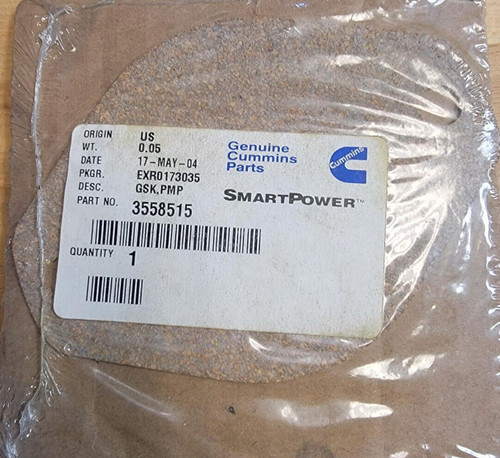 ORIGIN US
WT. 0.05
DATE 17-MAY-04
PKGR. EXR0173035
DESC. GSK,PMP
PART NO. 3558515
QUANTITY 1
Genuine
Cummins
Parts
Cummins
SMARTPOWER™